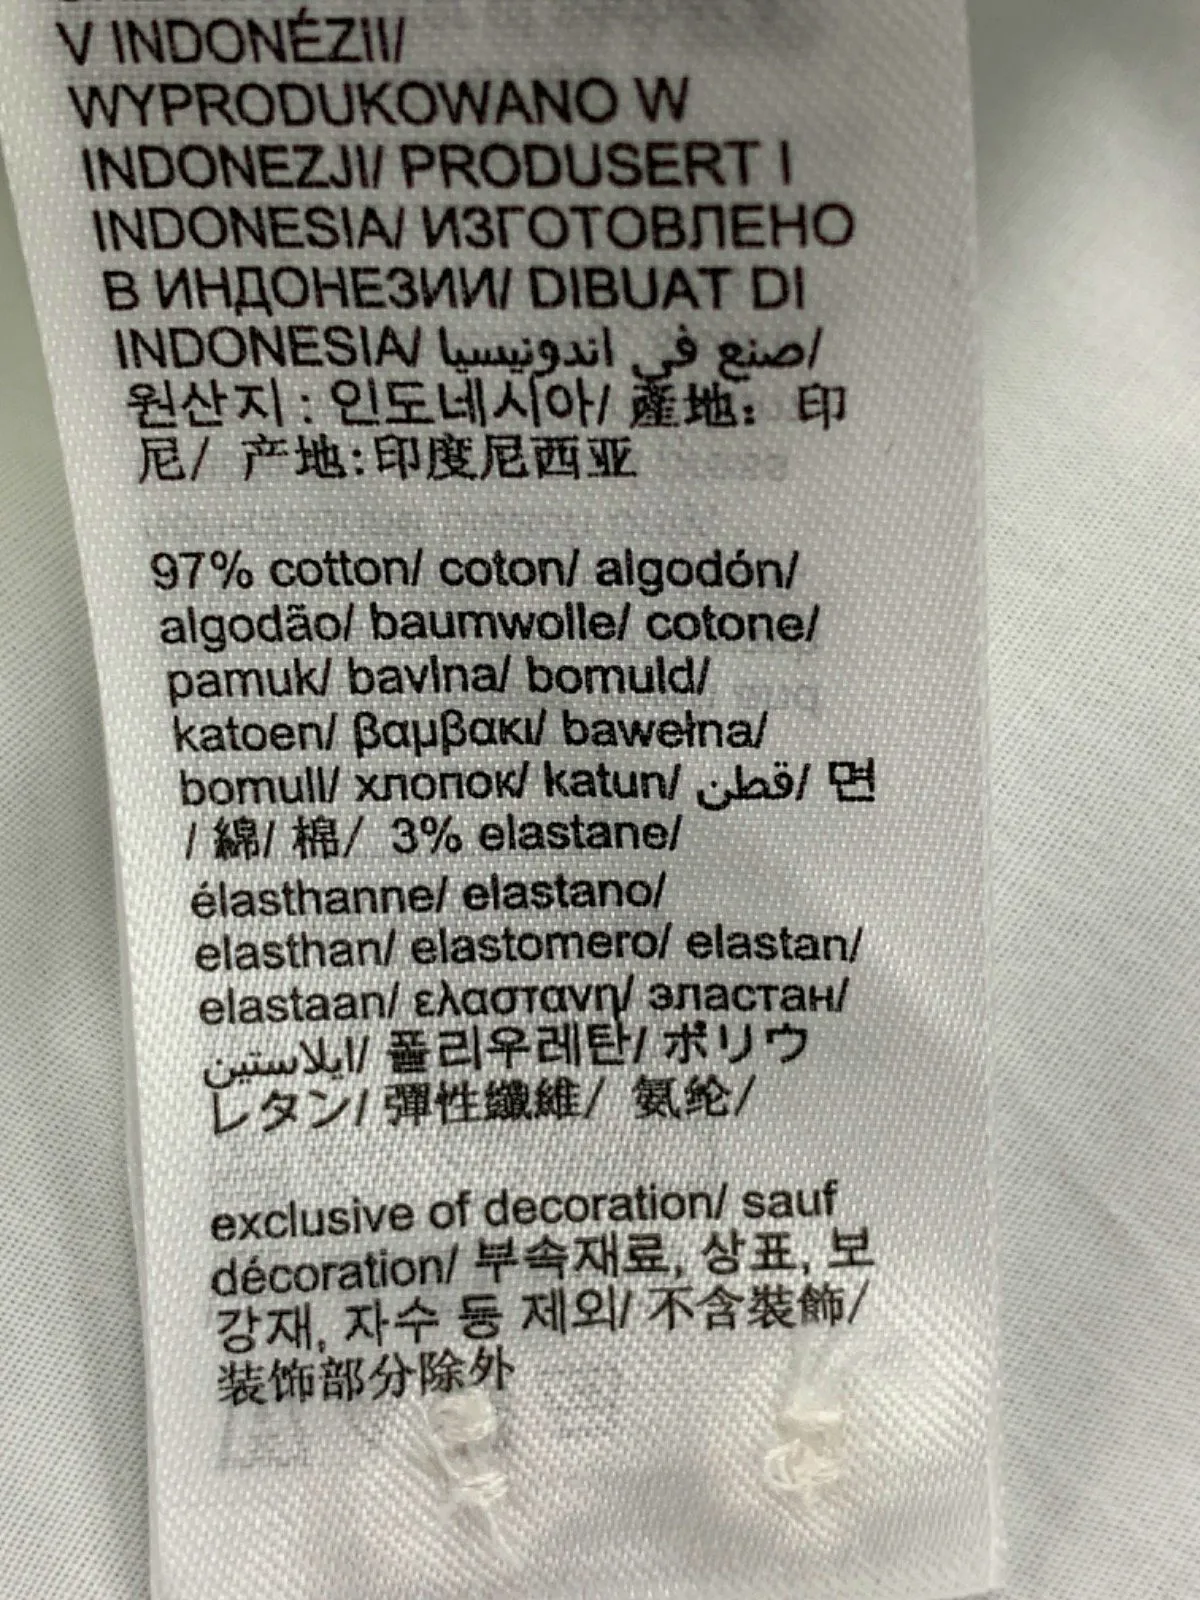 V INDONÉZII/
WYPRODUKOWANO W
INDONEZJI/ PRODUSERT I
INDONESIA/ ИЗГОТОВЛЕНО
В ИНДОНЕЗИИ/ DIBUAT DI
INDONESIA/ صنع في اندونيسيا/
원산지 : 인도네시아/ 產地： 印
尼/ 产地:印度尼西亚
97% cotton/ coton/ algodón/
algodão/ baumwolle/ cotone/
pamuk/ bavlna/ bomuld/
katoen/ βαμβακι/ bawełna/
bomull/ хлопок/ katun/ قطن/ 면
/ 綿/ 棉/ 3% elastane/
élasthanne/ elastano/
elasthan/ elastomero/ elastan/
elastaan/ ελαστανη/ эластан/
ايلاستين/ 폴리우레탄/ ポリウ
レタン/ 彈性纖維/ 氨纶/
exclusive of decoration/ sauf
décoration/ 부속재료, 상표, 보
강재, 자수 등 제외/ 不含裝飾/
装饰部分除外